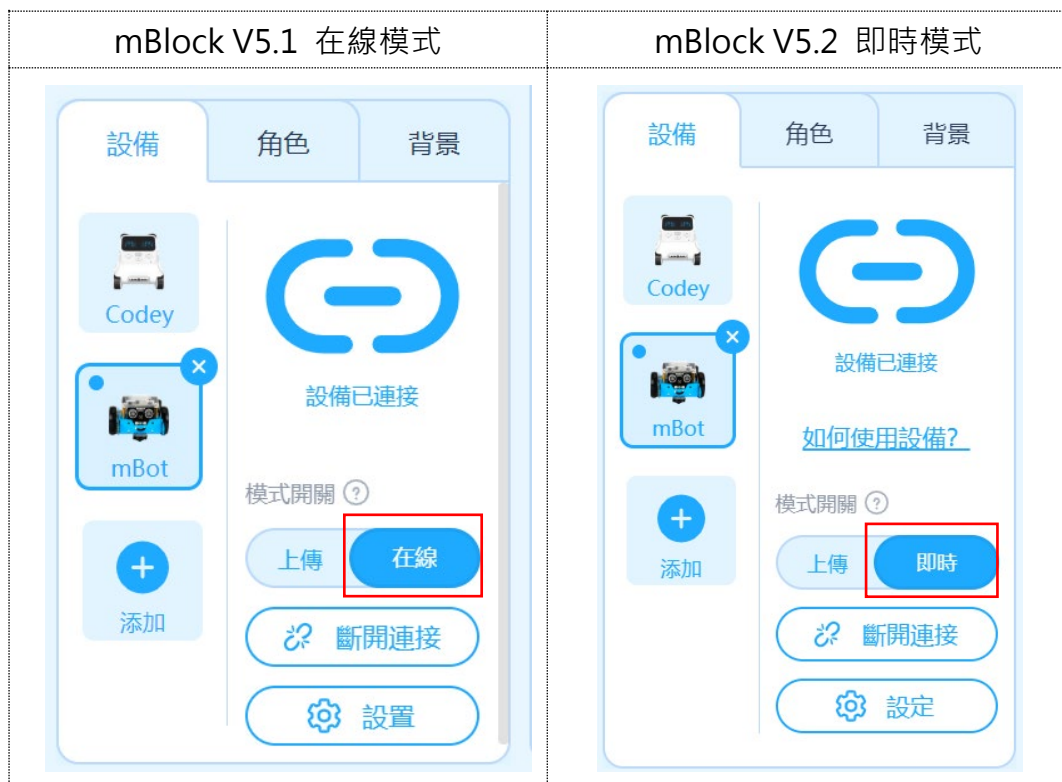 mBlock V5.1 在線模式
mBlock V5.2 即時模式
設備 角色 背景
Codey
mBot
添加
設備已連接
模式開關 ?
上傳 在線
斷開連接
設置
設備 角色 背景
Codey
mBot
添加
設備已連接
如何使用設備?
模式開關 ?
上傳 即時
斷開連接
設定